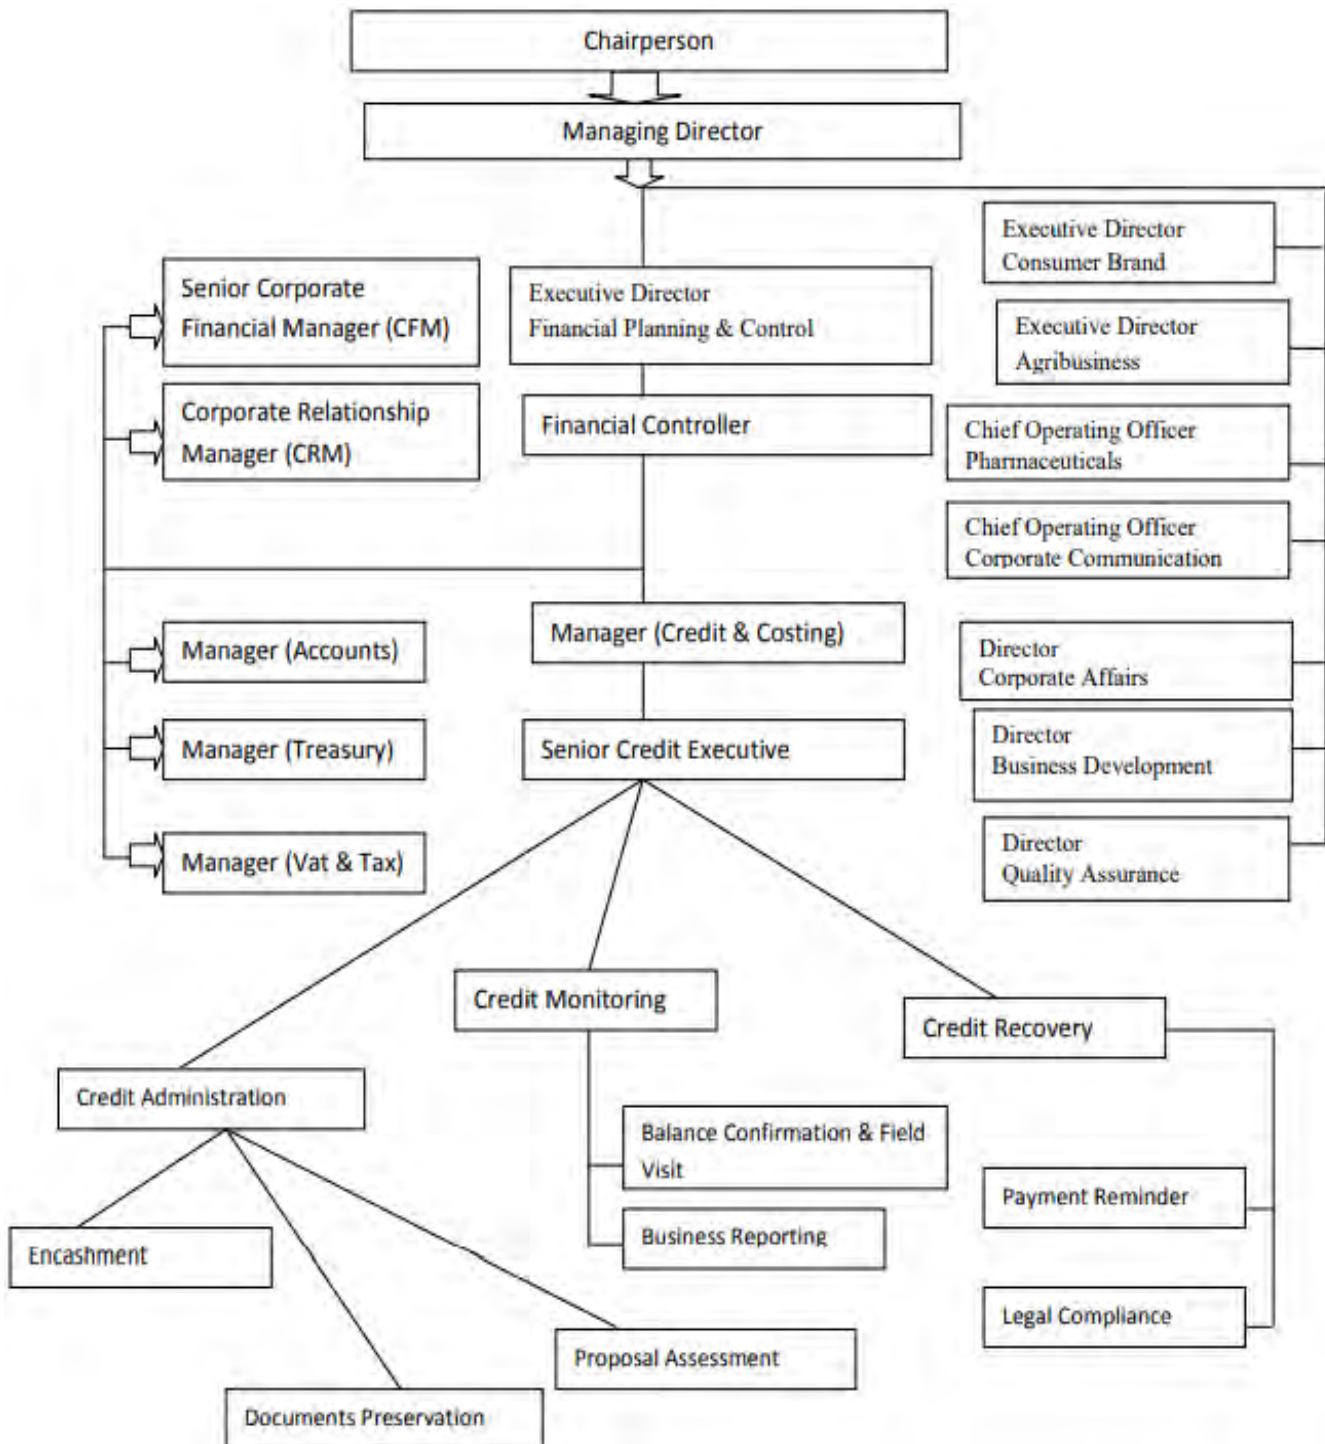 Chairperson
Managing Director
Executive Director
Consumer Brand
Senior Corporate
Financial Manager (CFM)
Executive Director
Financial Planning & Control
Executive Director
Agribusiness
Corporate Relationship
Manager (CRM)
Financial Controller
Chief Operating Officer
Pharmaceuticals
Chief Operating Officer
Corporate Communication
Manager (Accounts)
Manager (Credit & Costing)
Director
Corporate Affairs
Manager (Treasury)
Senior Credit Executive
Director
Business Development
Manager (Vat & Tax)
Director
Quality Assurance
Credit Monitoring
Credit Recovery
Credit Administration
Balance Confirmation & Field
Visit
Payment Reminder
Business Reporting
Encashment
Legal Compliance
Proposal Assessment
Documents Preservation